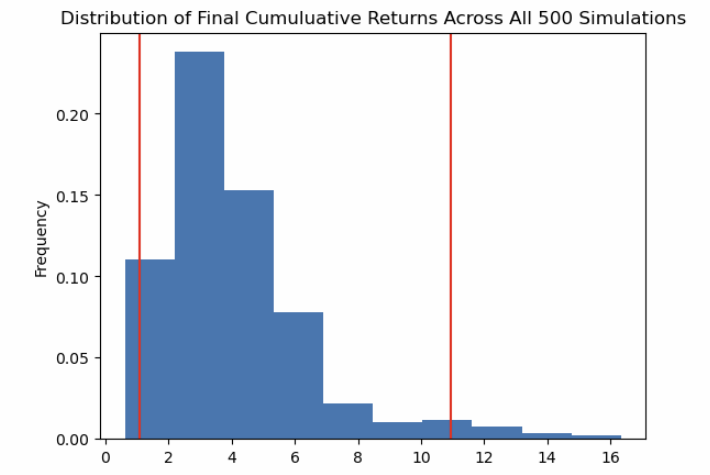 Distribution of Final Cumuluative Returns Across All 500 Simulations
Frequency
0.20
0.15
0.10
0.05
0.00
0 2 4 6 8 10 12 14 16